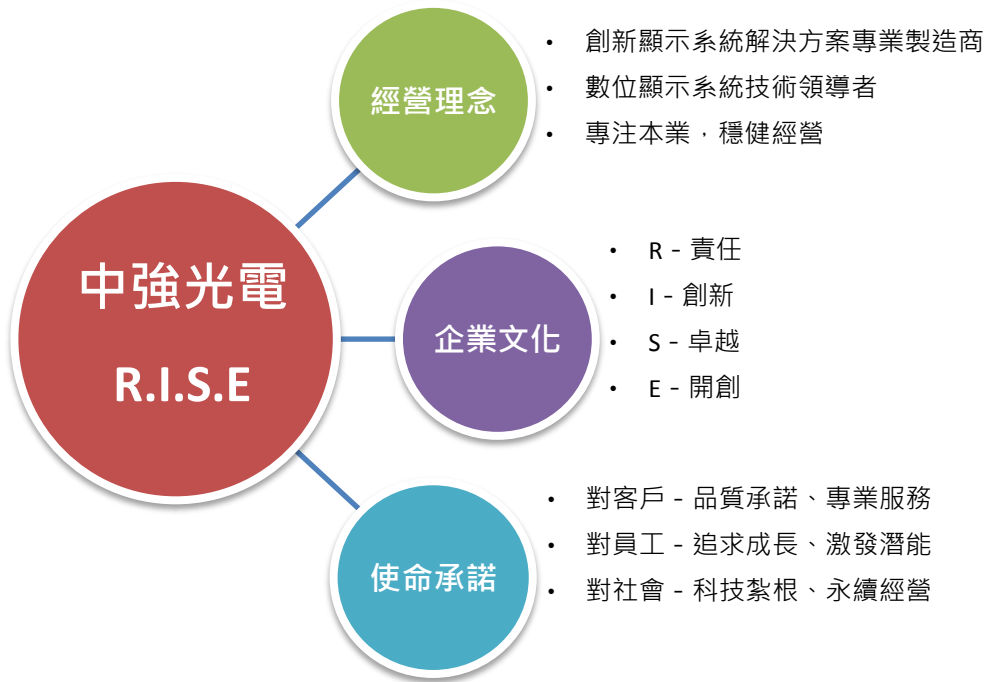 經營理念
• 創新顯示系統解決方案專業製造商
• 數位顯示系統技術領導者
• 專注本業，穩健經營
中強光電
R.I.S.E
企業文化
• R - 責任
• I - 創新
• S - 卓越
• E - 開創
使命承諾
• 對客戶 - 品質承諾、專業服務
• 對員工 - 追求成長、激發潛能
• 對社會 - 科技紮根、永續經營